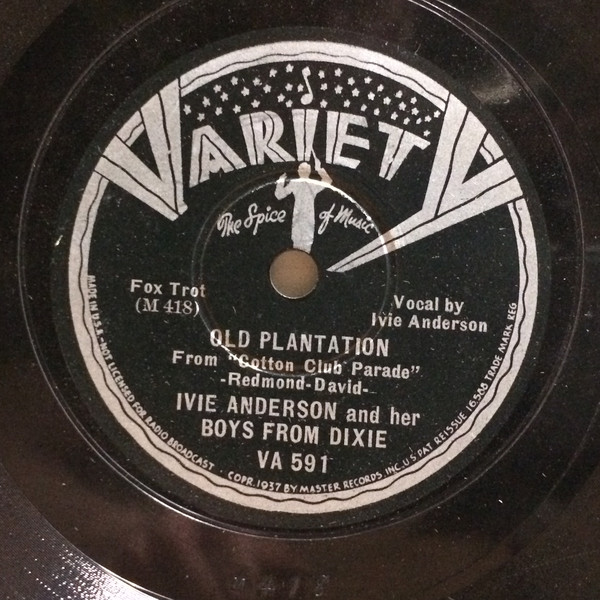 VARIETY
The Spice of Music
Fox Trot
(M 418)
Vocal by
Ivie Anderson
OLD PLANTATION
From "Cotton Club Parade"
-Redmond-David-
IVIE ANDERSON and her
BOYS FROM DIXIE
VA 591
MADE IN U.S.A.-NOT LICENSED FOR RADIO BROADCAST . COPR. 1937 BY MASTER RECORDS, INC. U.S. PAT. REISSUE 16,588 TRADE MARK REG